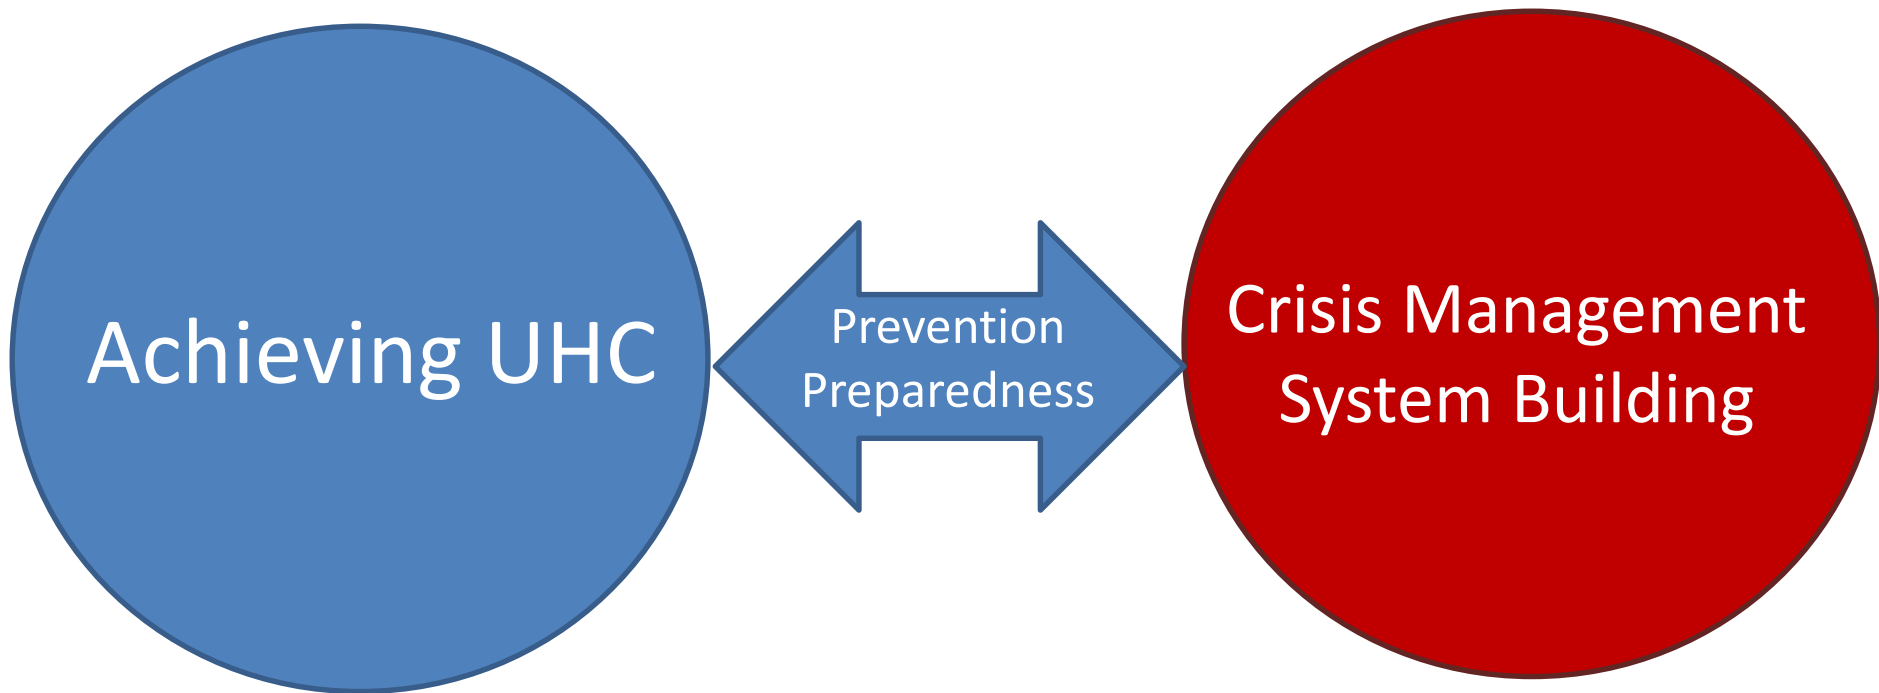 Achieving UHC
Prevention
Preparedness
Crisis Management
System Building